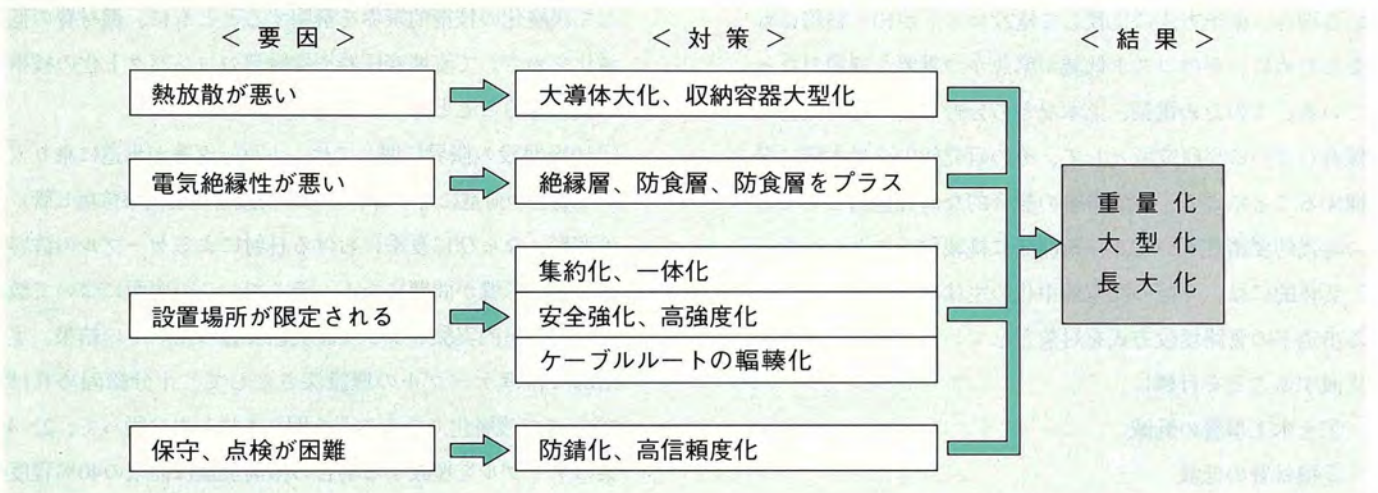 ＜ 要 因 ＞
＜ 対 策 ＞
＜ 結 果 ＞
熱放散が悪い
大導体大化、収納容器大型化
電気絶縁性が悪い
絶縁層、防食層、防食層をプラス
設置場所が限定される
集約化、一体化
安全強化、高強度化
ケーブルルートの輻輳化
保守、点検が困難
防錆化、高信頼度化
重 量 化
大 型 化
長 大 化